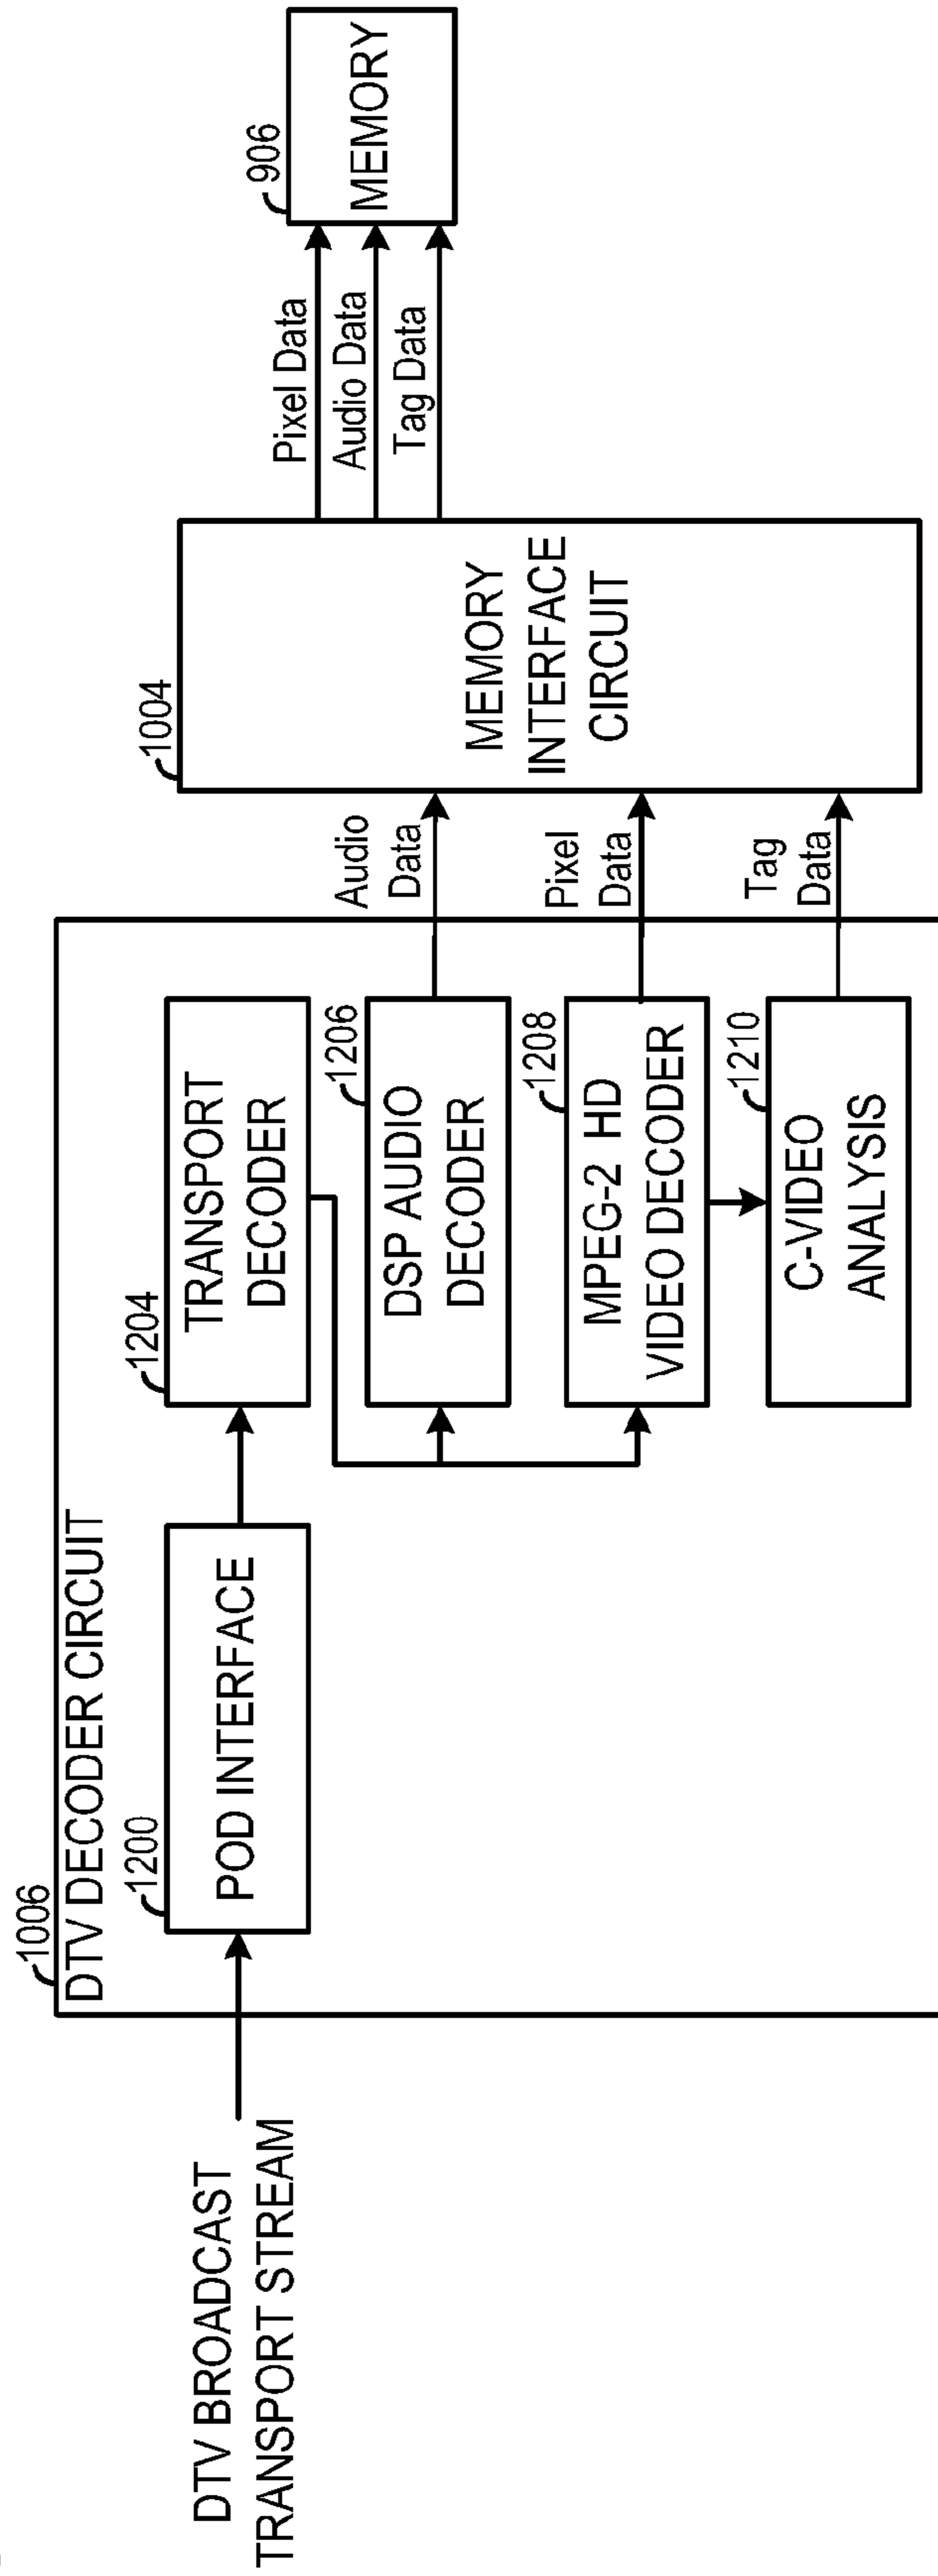 1006
DTV DECODER CIRCUIT
DTV BROADCAST
TRANSPORT STREAM
1200
POD INTERFACE
1204
TRANSPORT
DECODER
1206
DSP AUDIO
DECODER
1208
MPEG-2 HD
VIDEO DECODER
1210
C-VIDEO
ANALYSIS
Audio
Data
Pixel
Data
Tag
Data
1004
MEMORY
INTERFACE
CIRCUIT
Pixel Data
Audio Data
Tag Data
906
MEMORY